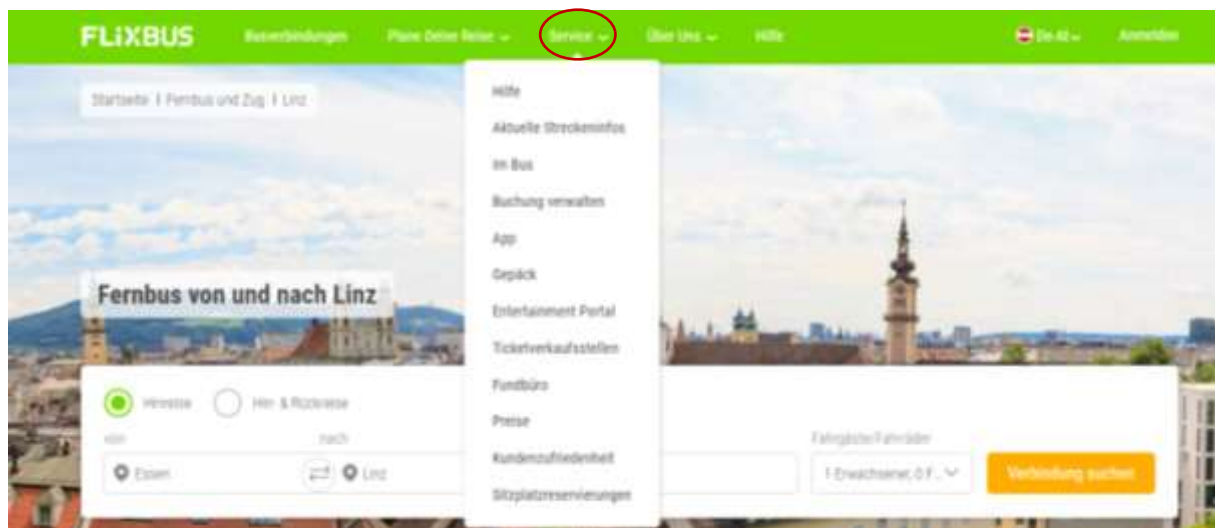 FLiXBUS Busverbindungen Plane Deine Reise Service Über Uns Hilfe De-At Anmelden
Startseite | Fernbus und Zug | Linz
Hilfe
Aktuelle Streckeninfos
Im Bus
Buchung verwalten
App
Gepäck
Entertainment Portal
Ticketverkaufsstellen
Fundbüro
Preise
Kundenzufriedenheit
Sitzplatzreservierungen
Fernbus von und nach Linz
Hinreise Hin- & Rückreise
von nach Fahrgäste/Fahrräder
Essen Linz 1 Erwachsener, 0 F... Verbindung suchen